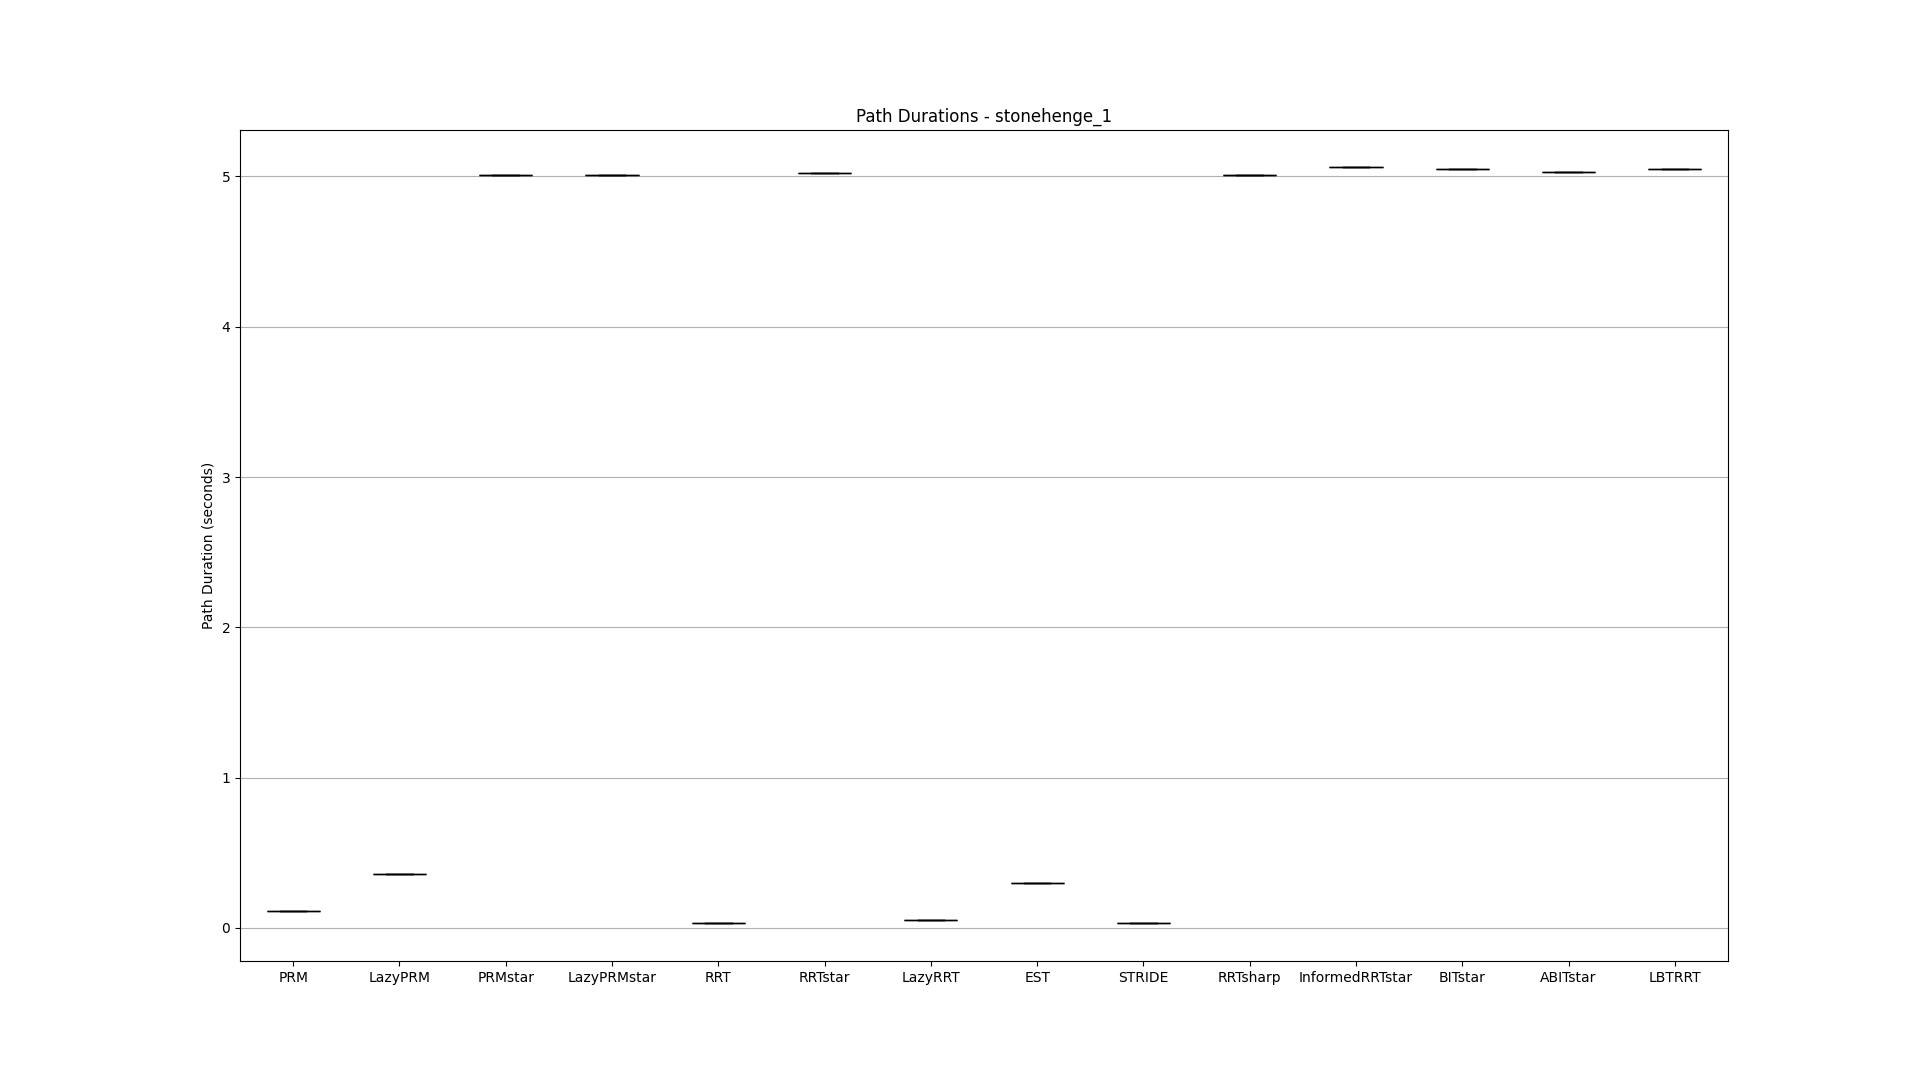 Path Durations - stonehenge_1
Path Duration (seconds)
5
4
3
2
1
0
PRM LazyPRM PRMstar LazyPRMstar RRT RRTstar LazyRRT EST STRIDE RRTsharp InformedRRTstar BITstar ABITstar LBTRRT